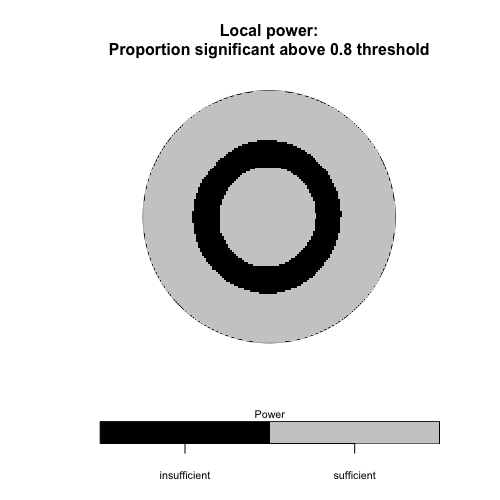 Local power:
Proportion significant above 0.8 threshold
Power
insufficient sufficient